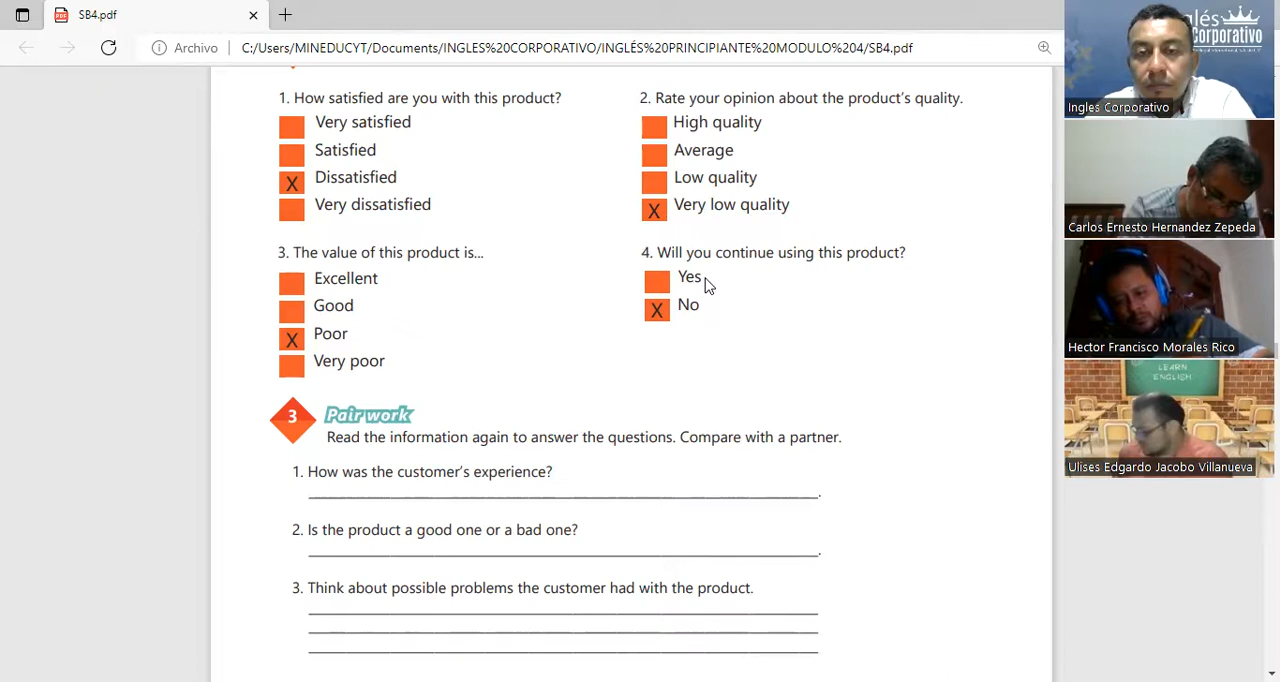 SB4.pdf
Archivo
C:/Users/MINEDUCYT/Documents/INGLES%20CORPORATIVO/INGLÉS%20PRINCIPIANTE%20MODULO%204/SB4.pdf
1. How satisfied are you with this product?
Very satisfied
Satisfied
X Dissatisfied
Very dissatisfied
2. Rate your opinion about the product's quality.
High quality
Average
Low quality
X Very low quality
3. The value of this product is...
Excellent
Good
X Poor
Very poor
4. Will you continue using this product?
Yes
X No
3 Pair work
Read the information again to answer the questions. Compare with a partner.
1. How was the customer's experience?
2. Is the product a good one or a bad one?
3. Think about possible problems the customer had with the product.
Ingles Corporativo
Carlos Ernesto Hernandez Zepeda
Hector Francisco Morales Rico
LEARN
ENGLISH
Ulises Edgardo Jacobo Villanueva